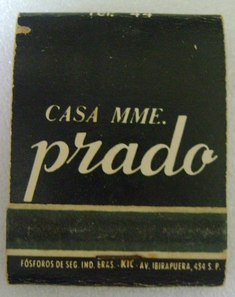 CASA MME.
prado
FÓSFOROS DE SEG. IND. BRAS. - KIC - AV. IBIRAPUERA, 454 S. P.